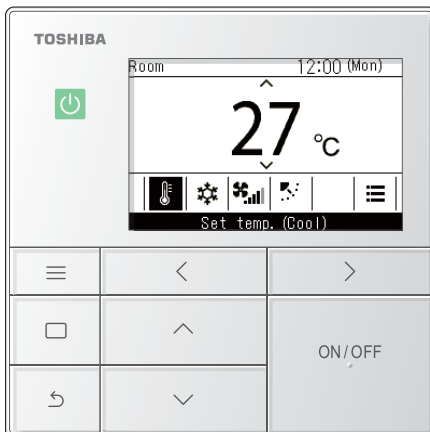 TOSHIBA
Room 12:00 (Mon)
27 °C
Set temp. (Cool)
ON/OFF